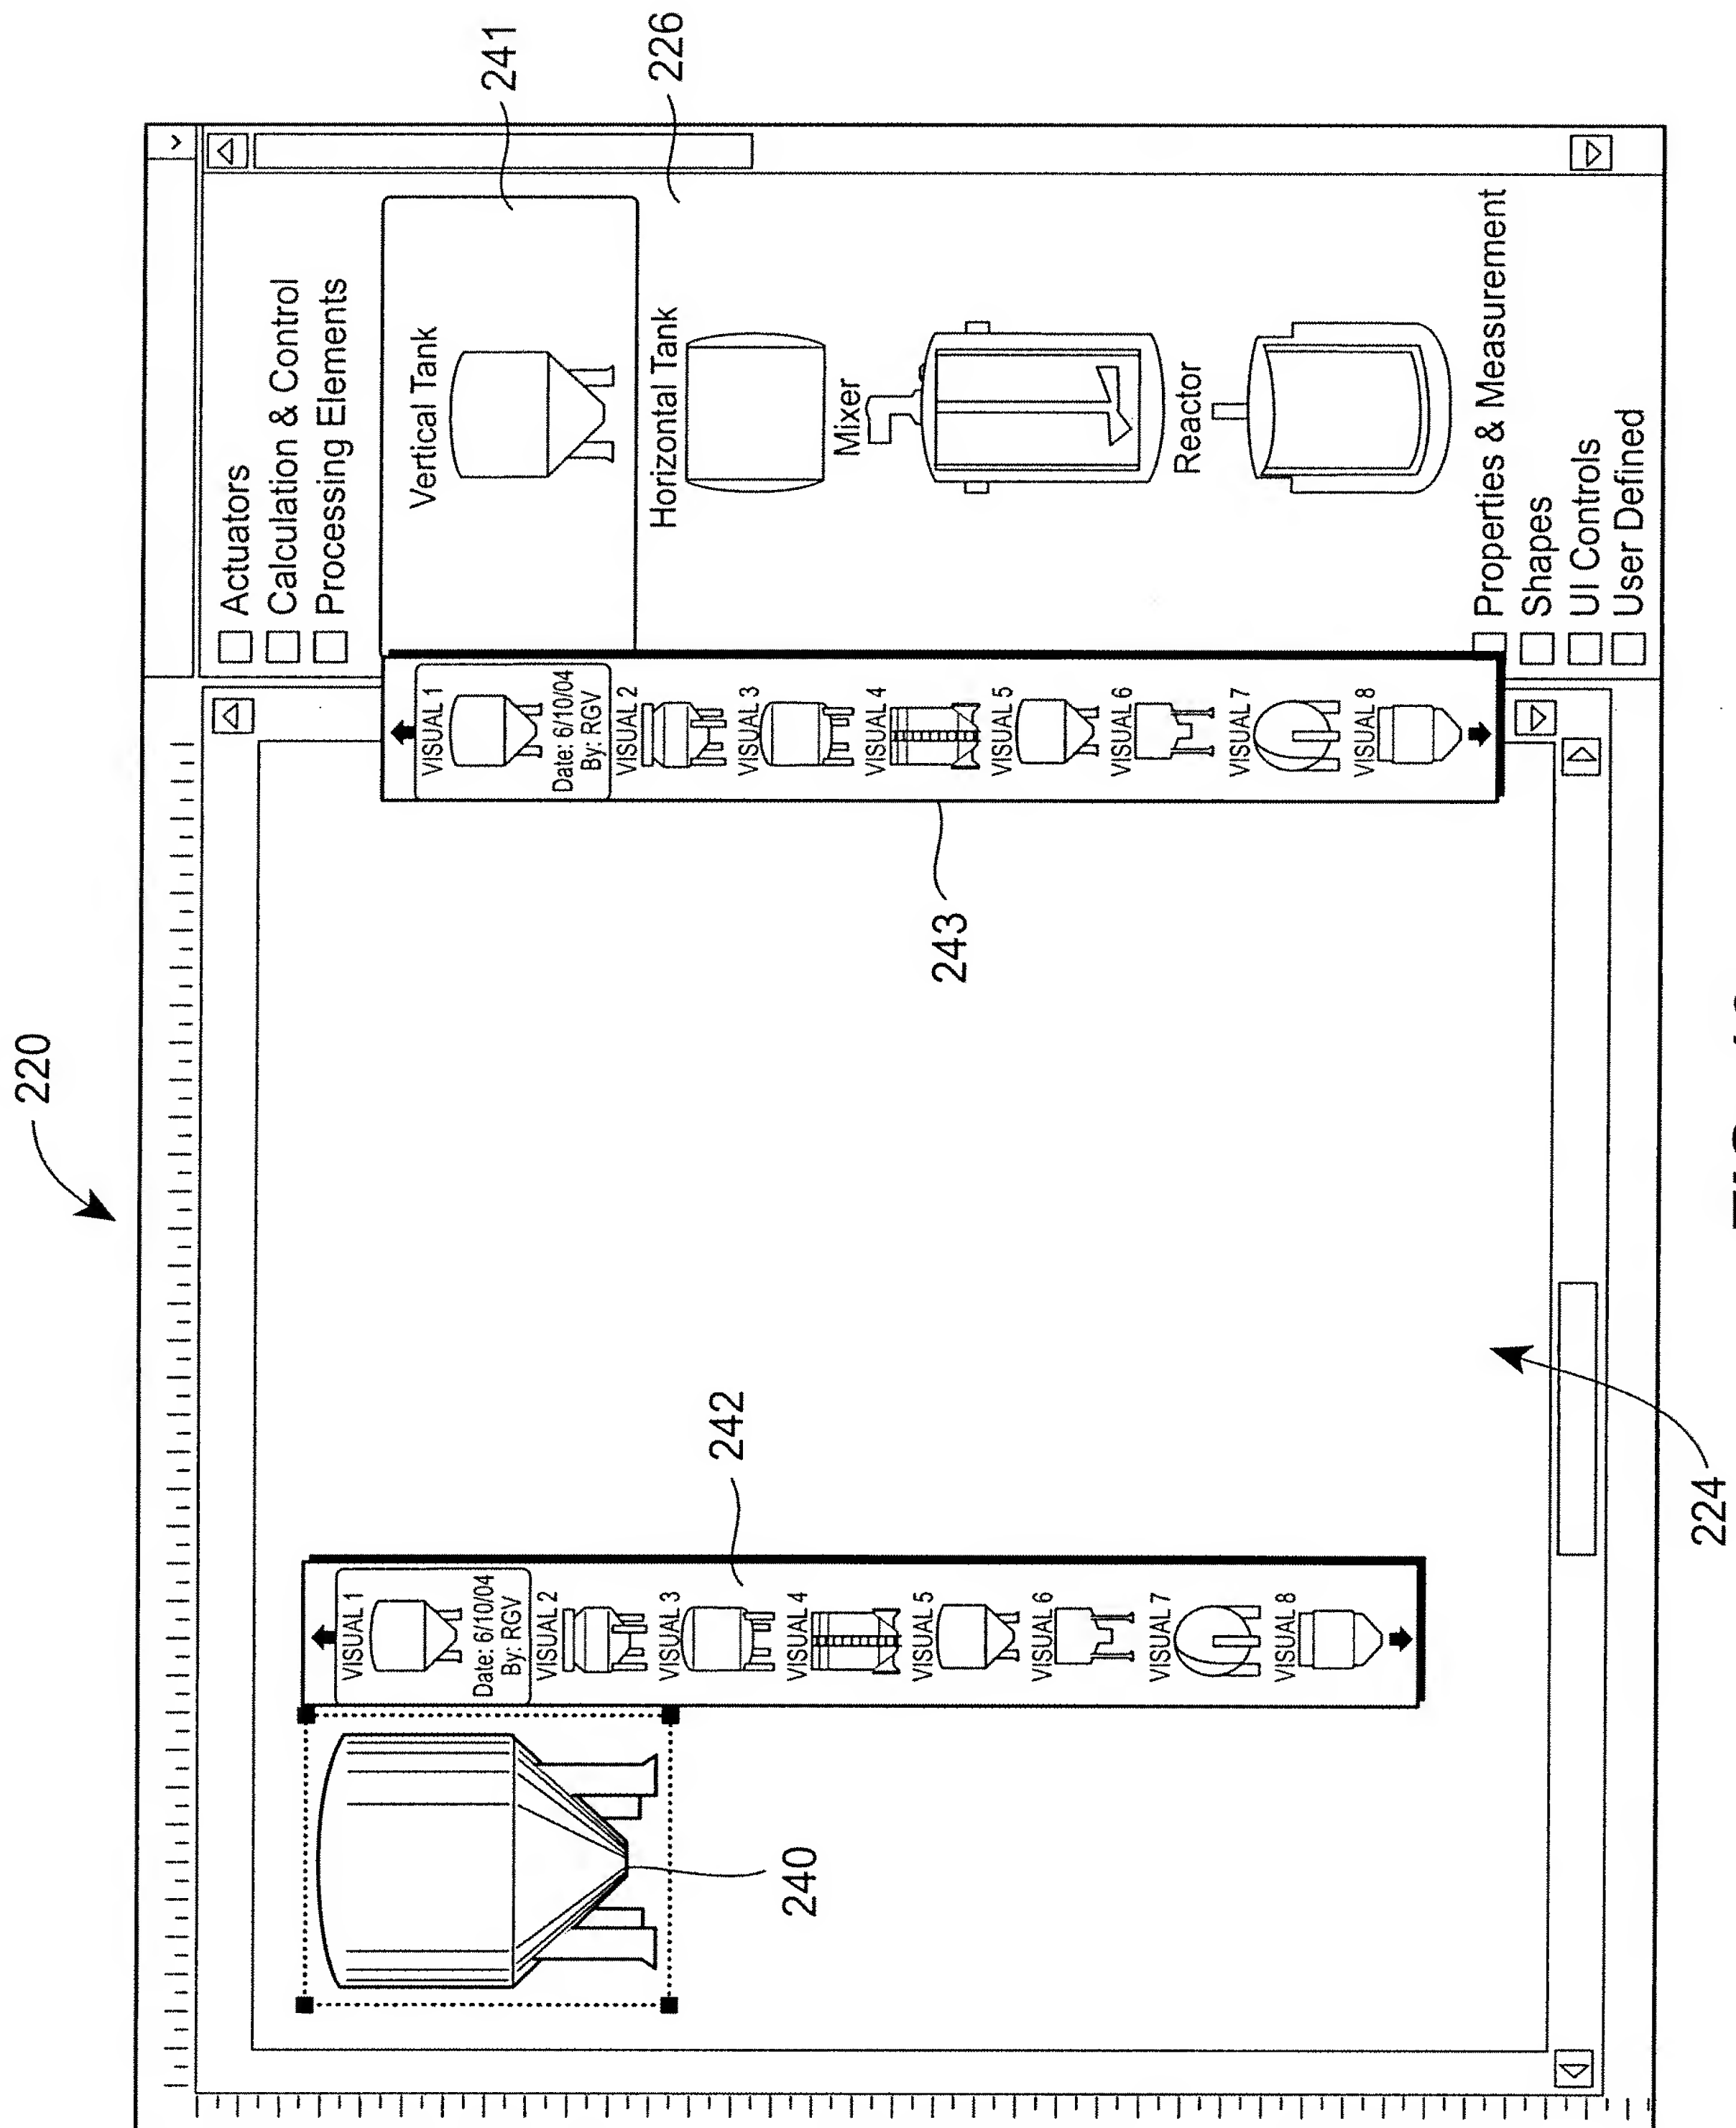 220
Actuators
Calculation & Control
Processing Elements
Vertical Tank
241
226
Horizontal Tank
Mixer
Reactor
Properties & Measurement
Shapes
UI Controls
User Defined
VISUAL 1
Date: 6/10/04
By: RGV
VISUAL 2
VISUAL 3
VISUAL 4
VISUAL 5
VISUAL 6
VISUAL 7
VISUAL 8
243
VISUAL 1
Date: 6/10/04
By: RGV
VISUAL 2
VISUAL 3
VISUAL 4
VISUAL 5
VISUAL 6
VISUAL 7
VISUAL 8
242
240
224